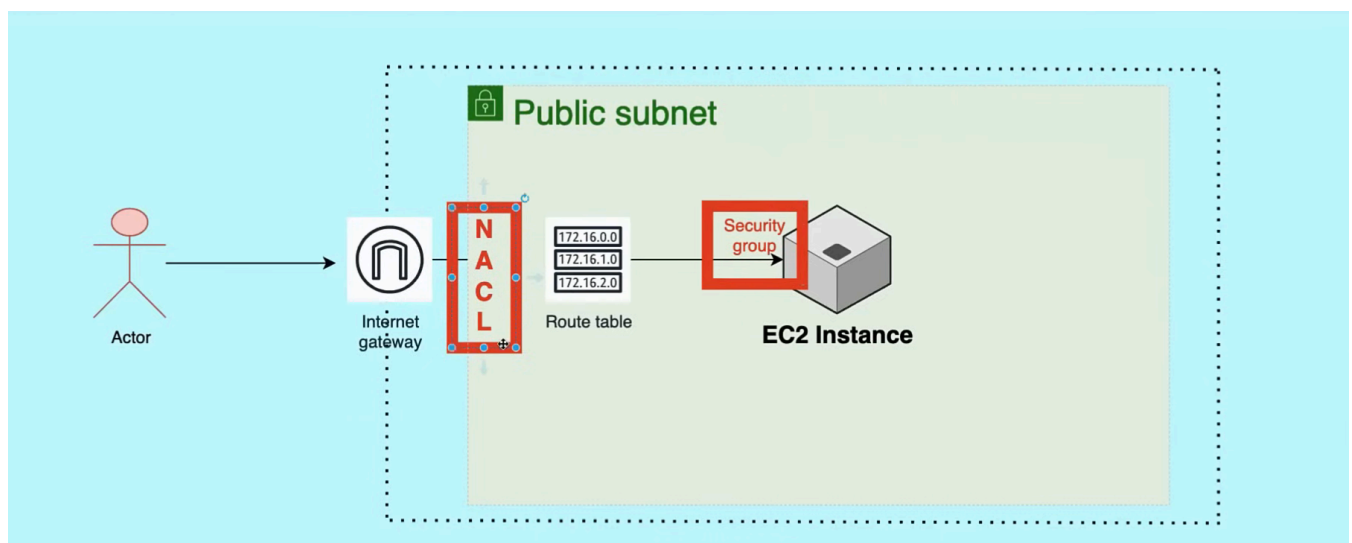 Public subnet
N
A
C
L
172.16.0.0
172.16.1.0
172.16.2.0
Security
group
Actor
Internet
gateway
Route table
EC2 Instance